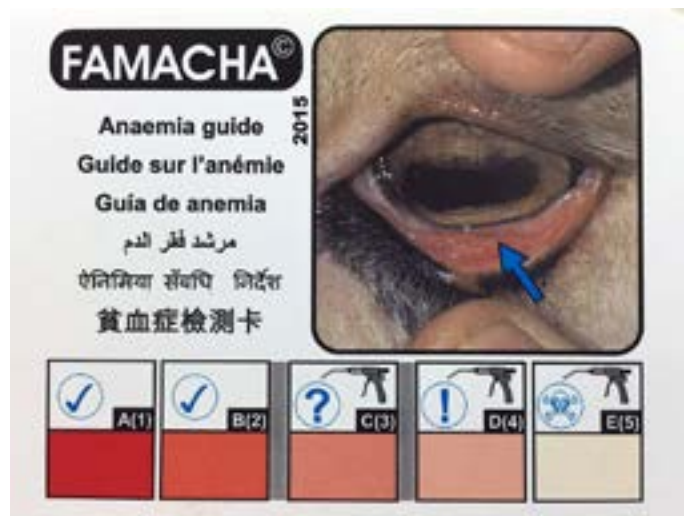 FAMACHA©
2015
Anaemia guide
Guide sur l'anémie
Guía de anemia
مرشد فقر الدم
ऐनिमिया सँवधि निर्देश
貧血症檢測卡
A(1) B(2) C(3) D(4) E(5)